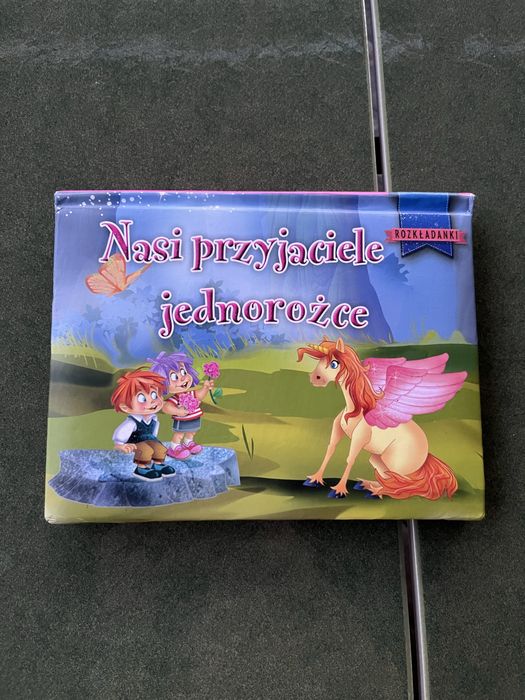 Nasi przyjaciele
jednorożce
ROZKŁADANKI